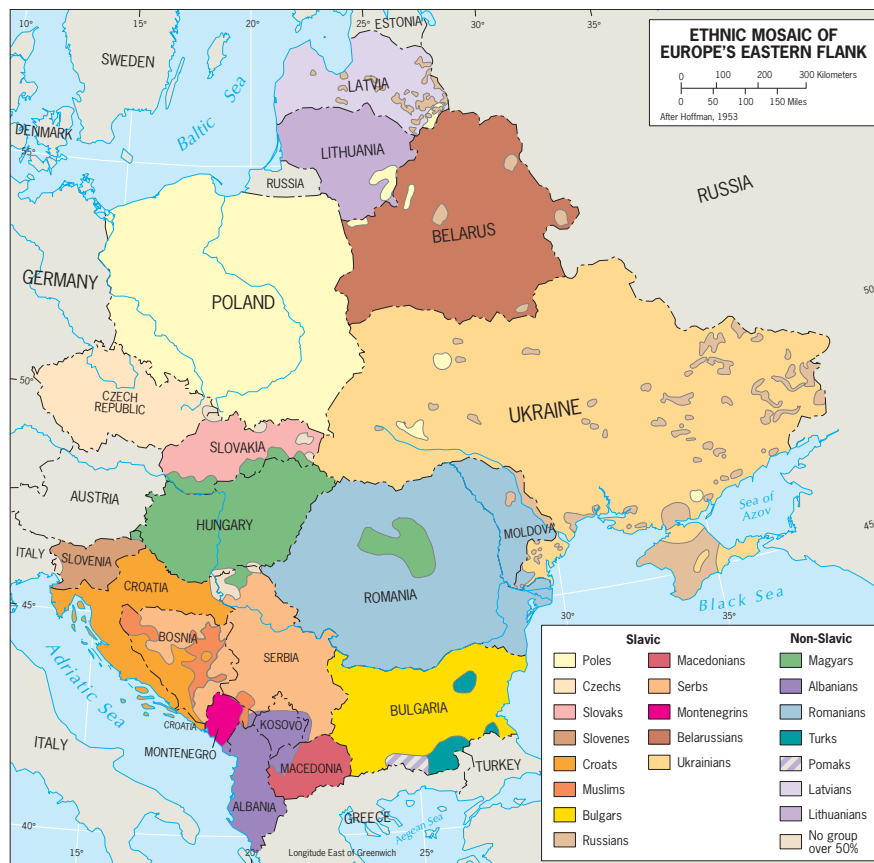 10°
15°
20°
25°
30°
35°
ESTONIA
ETHNIC MOSAIC OF
EUROPE'S EASTERN FLANK
0 100 200 300 Kilometers
0 50 100 150 Miles
After Hoffman, 1953
SWEDEN
LATVIA
Baltic Sea
DENMARK
55°
LITHUANIA
RUSSIA
RUSSIA
BELARUS
GERMANY
50°
POLAND
50°
CZECH
REPUBLIC
UKRAINE
SLOVAKIA
AUSTRIA
Sea of
Azov
HUNGARY
MOLDOVA
45°
ITALY
SLOVENIA
CROATIA
ROMANIA
Black Sea
45°
30°
35°
BOSNIA
SERBIA
Adriatic Sea
BULGARIA
CROATIA
KOSOVO
ITALY
MONTENEGRO
MACEDONIA
TURKEY
ALBANIA
GREECE
Aegean Sea
40°
15°
20°
Longitude East of Greenwich
25°
Slavic
Poles
Czechs
Slovaks
Slovenes
Croats
Muslims
Bulgars
Russians
Macedonians
Serbs
Montenegrins
Belarussians
Ukrainians
Non-Slavic
Magyars
Albanians
Romanians
Turks
Pomaks
Latvians
Lithuanians
No group
over 50%